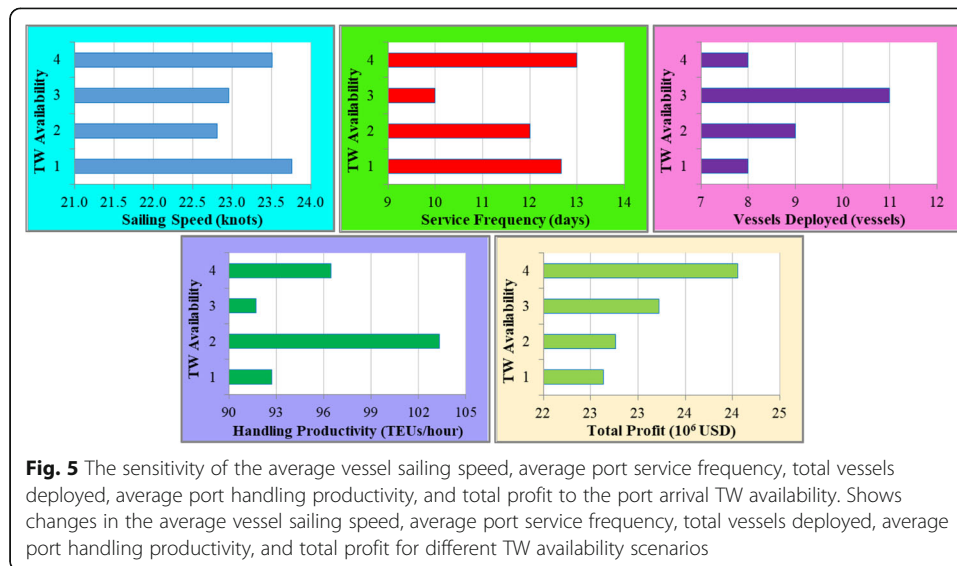 TW Availability
4
3
2
1
21.0 21.5 22.0 22.5 23.0 23.5 24.0
Sailing Speed (knots)
TW Availability
4
3
2
1
9 10 11 12 13 14
Service Frequency (days)
TW Availability
4
3
2
1
7 8 9 10 11 12
Vessels Deployed (vessels)
TW Availability
4
3
2
1
90 93 96 99 102 105
Handling Productivity (TEUs/hour)
TW Availability
4
3
2
1
22 23 23 24 24 25
Total Profit (10⁶ USD)
Fig. 5 The sensitivity of the average vessel sailing speed, average port service frequency, total vessels
deployed, average port handling productivity, and total profit to the port arrival TW availability. Shows
changes in the average vessel sailing speed, average port service frequency, total vessels deployed, average
port handling productivity, and total profit for different TW availability scenarios